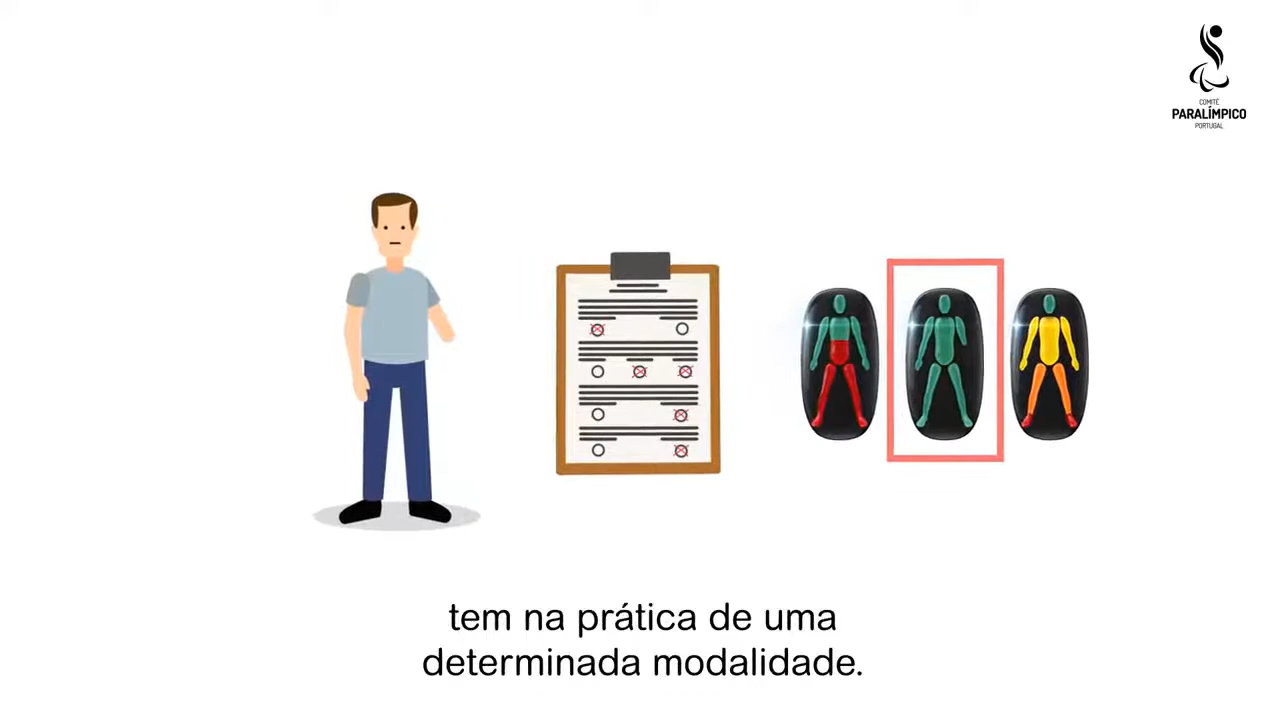 COMITÉ
PARALÍMPICO
PORTUGAL
tem na prática de uma
determinada modalidade.